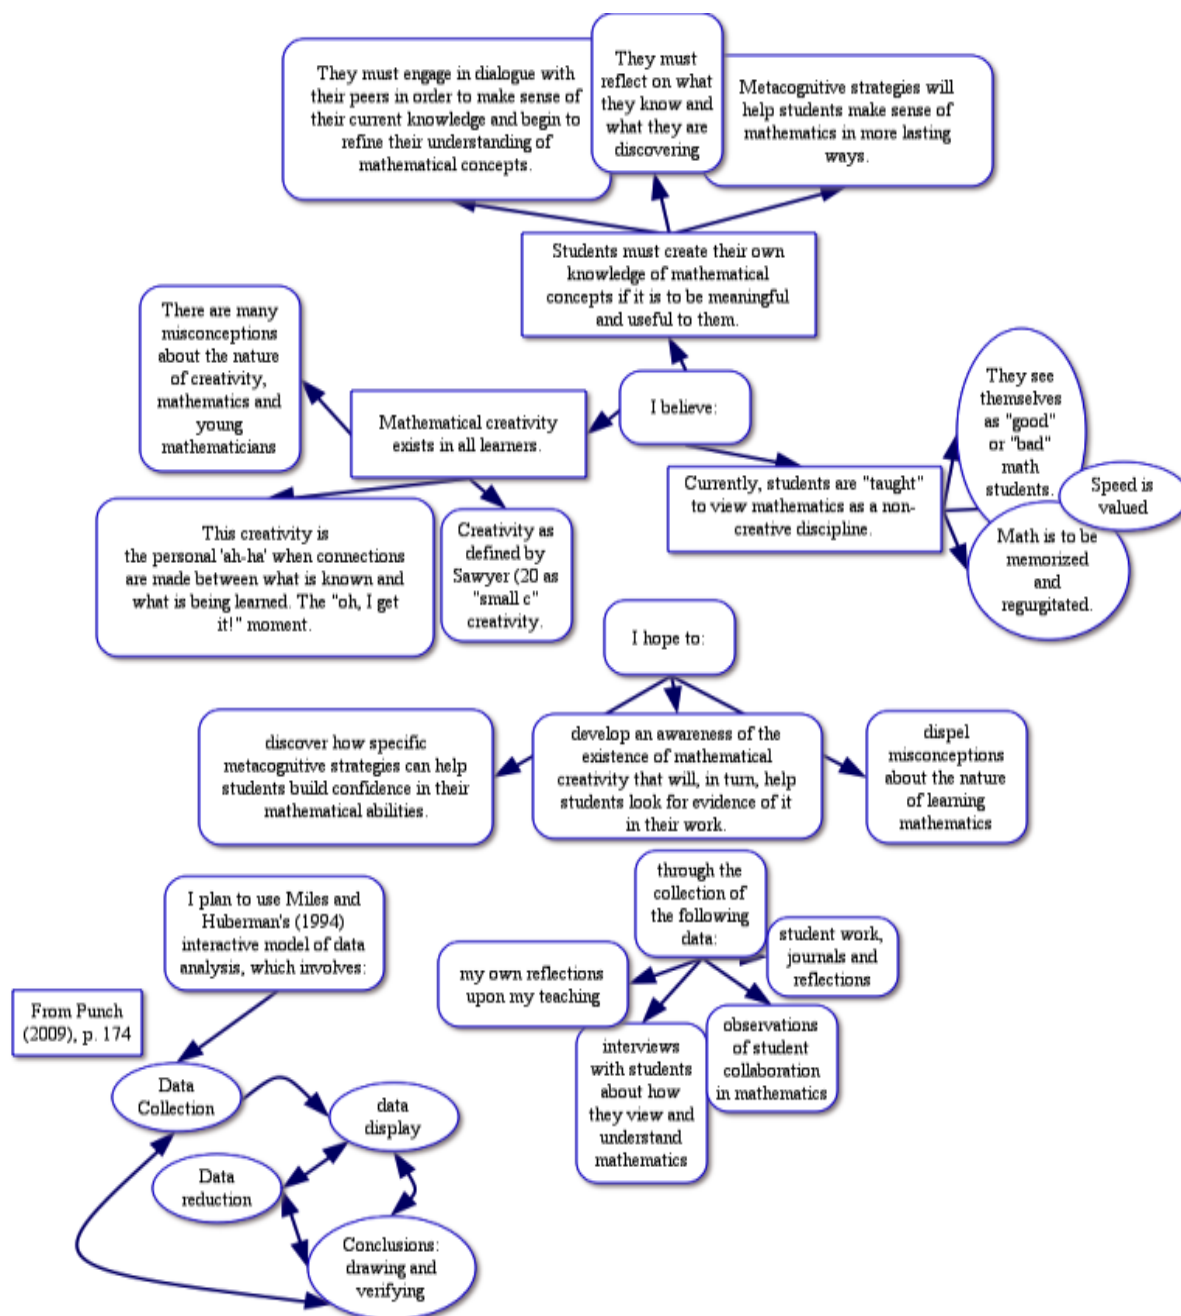 They must engage in dialogue with
their peers in order to make sense of
their current knowledge and begin to
refine their understanding of
mathematical concepts.
They must
reflect on what
they know and
what they are
discovering
Metacognitive strategies will
help students make sense of
mathematics in more lasting
ways.
Students must create their own
knowledge of mathematical
concepts if it is to be meaningful
and useful to them.
There are many
misconceptions
about the nature
of creativity,
mathematics and
young
mathematicians
I believe:
Mathematical creativity
exists in all learners.
They see
themselves
as "good"
or "bad"
math
students.
Speed is
valued
Currently, students are "taught"
to view mathematics as a non-
creative discipline.
Math is to be
memorized
and
regurgitated.
This creativity is
the personal 'ah-ha' when connections
are made between what is known and
what is being learned. The "oh, I get
it!" moment.
Creativity as
defined by
Sawyer (20 as
"small c"
creativity.
I hope to:
discover how specific
metacognitive strategies can help
students build confidence in their
mathematical abilities.
develop an awareness of the
existence of mathematical
creativity that will, in turn, help
students look for evidence of it
in their work.
dispel
misconceptions
about the nature
of learning
mathematics
through the
collection of
the following
data:
student work,
journals and
reflections
my own reflections
upon my teaching
interviews
with students
about how
they view and
understand
mathematics
observations
of student
collaboration
in mathematics
I plan to use Miles and
Huberman's (1994)
interactive model of data
analysis, which involves:
From Punch
(2009), p. 174
Data
Collection
data
display
Data
reduction
Conclusions:
drawing and
verifying